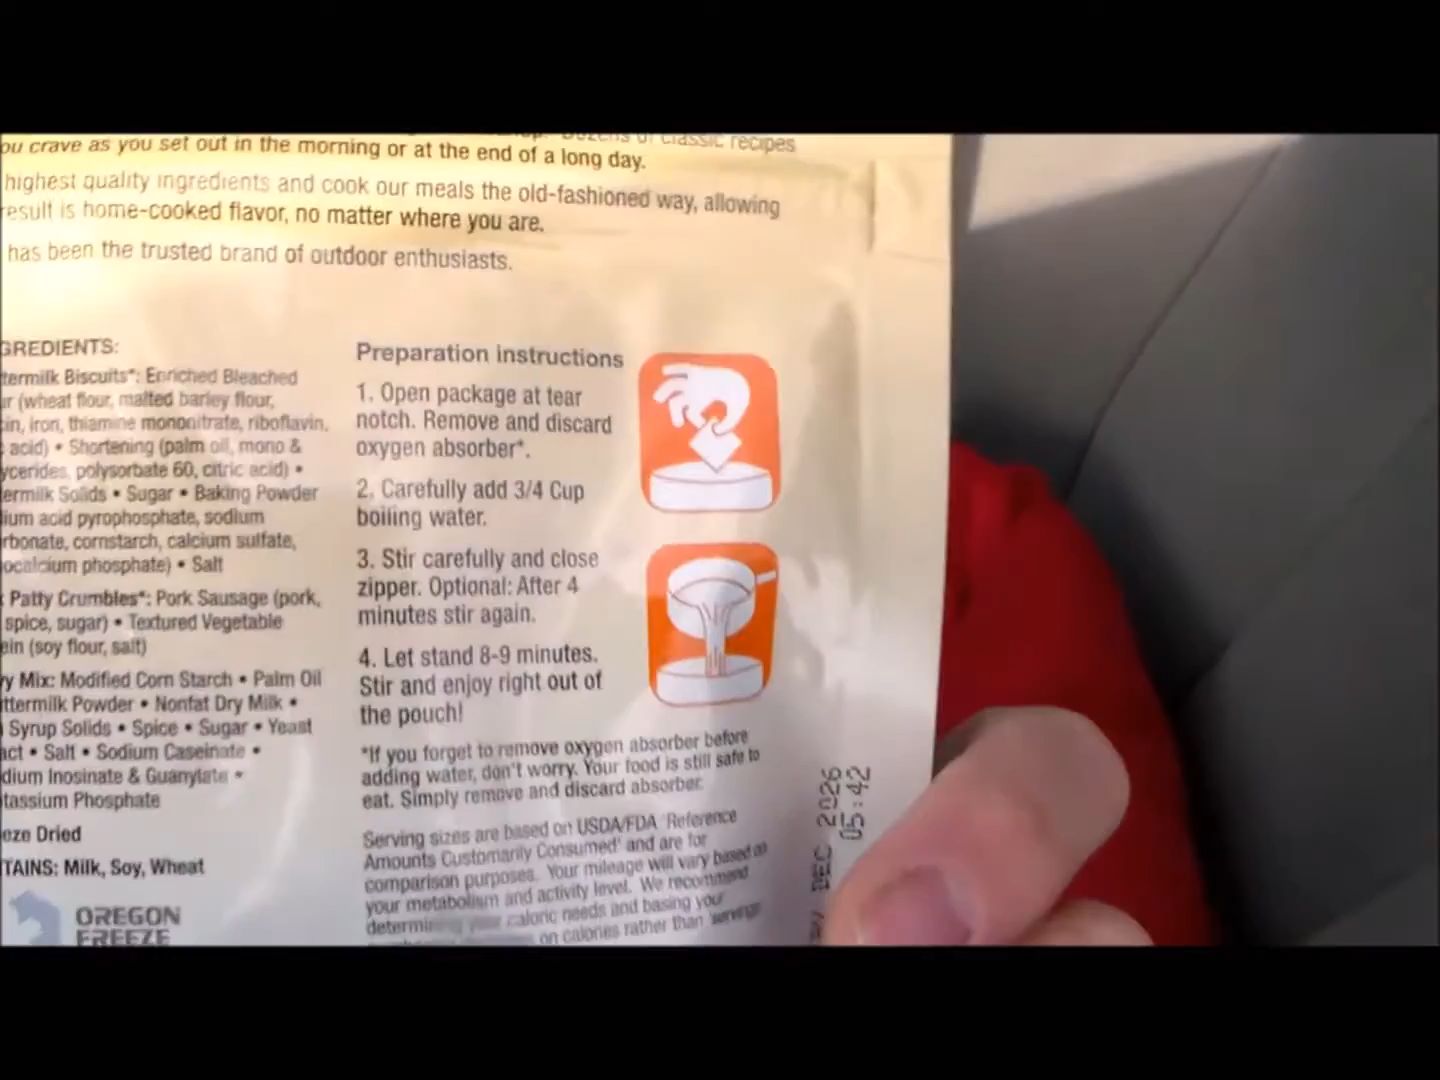 ou crave as you set out in the morning or at the end of a long day.
highest quality ingredients and cook our meals the old-fashioned way, allowing
esult is home-cooked flavor, no matter where you are.
has been the trusted brand of outdoor enthusiasts.
GREDIENTS:
termilk Biscuits*: Enriched Bleached
ur (wheat flour, malted barley flour,
cin, iron, thiamine mononitrate, riboflavin,
acid) • Shortening (palm oil, mono &
ycerides, polysorbate 60, citric acid) •
ermilk Solids • Sugar • Baking Powder
ium acid pyrophosphate, sodium
rbonate, cornstarch, calcium sulfate,
ocalcium phosphate) • Salt
Patty Crumbles*: Pork Sausage (pork,
spice, sugar) • Textured Vegetable
ein (soy flour, salt)
y Mix: Modified Corn Starch • Palm Oil
ttermilk Powder • Nonfat Dry Milk •
Syrup Solids • Spice • Sugar • Yeast
act • Salt • Sodium Caseinate •
dium Inosinate & Guanylate •
tassium Phosphate
eze Dried
TAINS: Milk, Soy, Wheat
OREGON
FREEZE
Preparation instructions
1. Open package at tear
notch. Remove and discard
oxygen absorber*.
2. Carefully add 3/4 Cup
boiling water.
3. Stir carefully and close
zipper. Optional: After 4
minutes stir again.
4. Let stand 8-9 minutes.
Stir and enjoy right out of
the pouch!
*If you forget to remove oxygen absorber before
adding water, don't worry. Your food is still safe to
eat. Simply remove and discard absorber.
Serving sizes are based on USDA/FDA 'Reference
Amounts Customarily Consumed' and are for
comparison purposes. Your mileage will vary based on
your metabolism and activity level. We recommend
determining your caloric needs and basing your
on calories rather than 'servings
DEC 2026
05:42